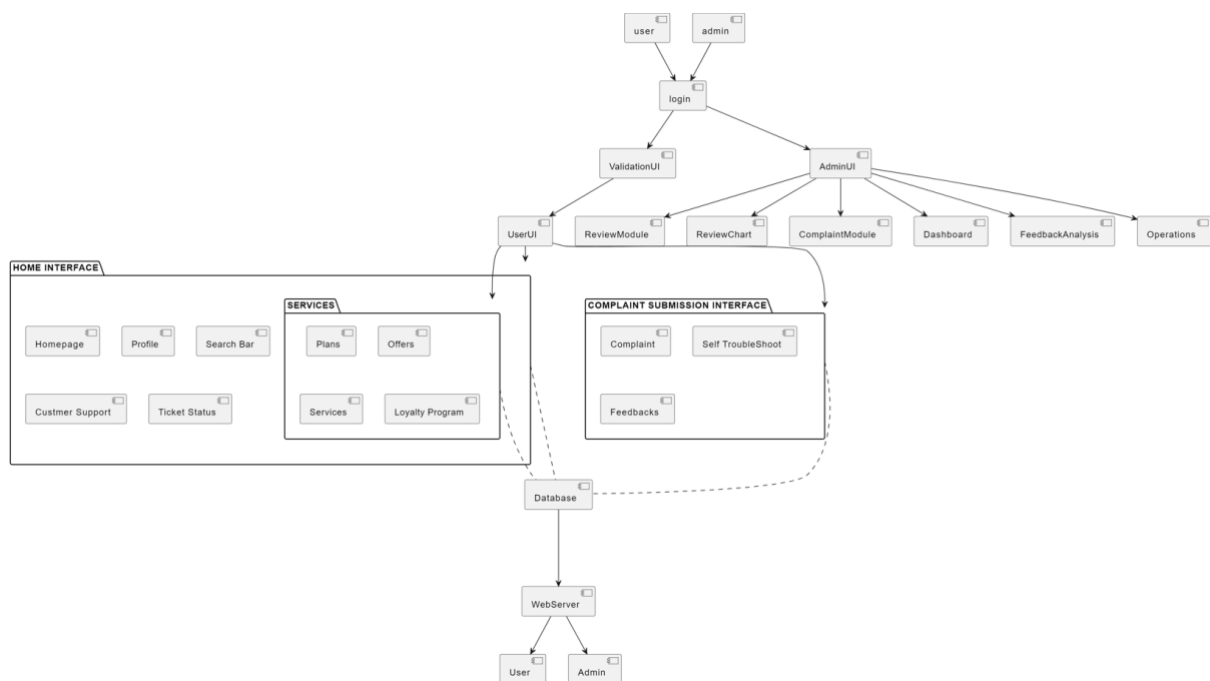 user
admin
login
ValidationUI
AdminUI
UserUI
ReviewModule
ReviewChart
ComplaintModule
Dashboard
FeedbackAnalysis
Operations
HOME INTERFACE
Homepage
Profile
Search Bar
Custmer Support
Ticket Status
SERVICES
Plans
Offers
Services
Loyalty Program
COMPLAINT SUBMISSION INTERFACE
Complaint
Self TroubleShoot
Feedbacks
Database
WebServer
User
Admin